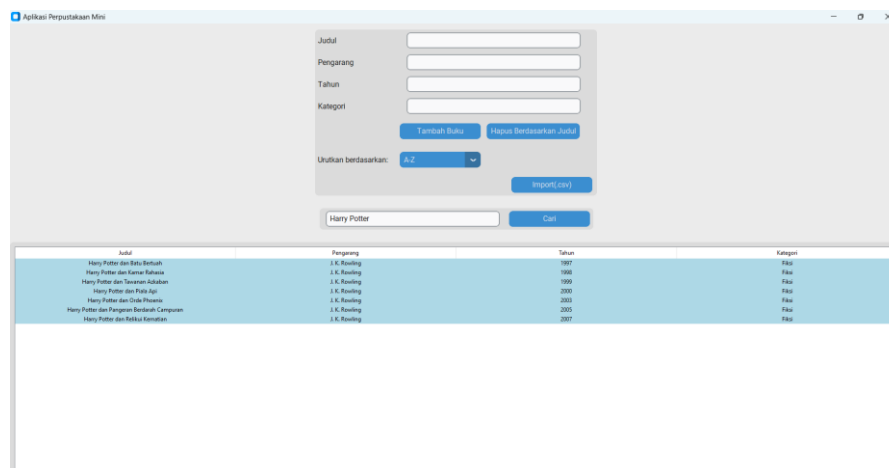 Aplikasi Perpustakaan Mini
Judul
Pengarang
Tahun
Kategori
Tambah Buku Hapus Berdasarkan Judul
Urutkan berdasarkan: A-Z
Import(.csv)
Harry Potter Cari
Judul Pengarang Tahun Kategori
Harry Potter dan Batu Bertuah J. K. Rowling 1997 Fiksi
Harry Potter dan Kamar Rahasia J. K. Rowling 1998 Fiksi
Harry Potter dan Tawanan Azkaban J. K. Rowling 1999 Fiksi
Harry Potter dan Piala Api J. K. Rowling 2000 Fiksi
Harry Potter dan Orde Phoenix J. K. Rowling 2003 Fiksi
Harry Potter dan Pangeran Berdarah Campuran J. K. Rowling 2005 Fiksi
Harry Potter dan Relikui Kematian J. K. Rowling 2007 Fiksi